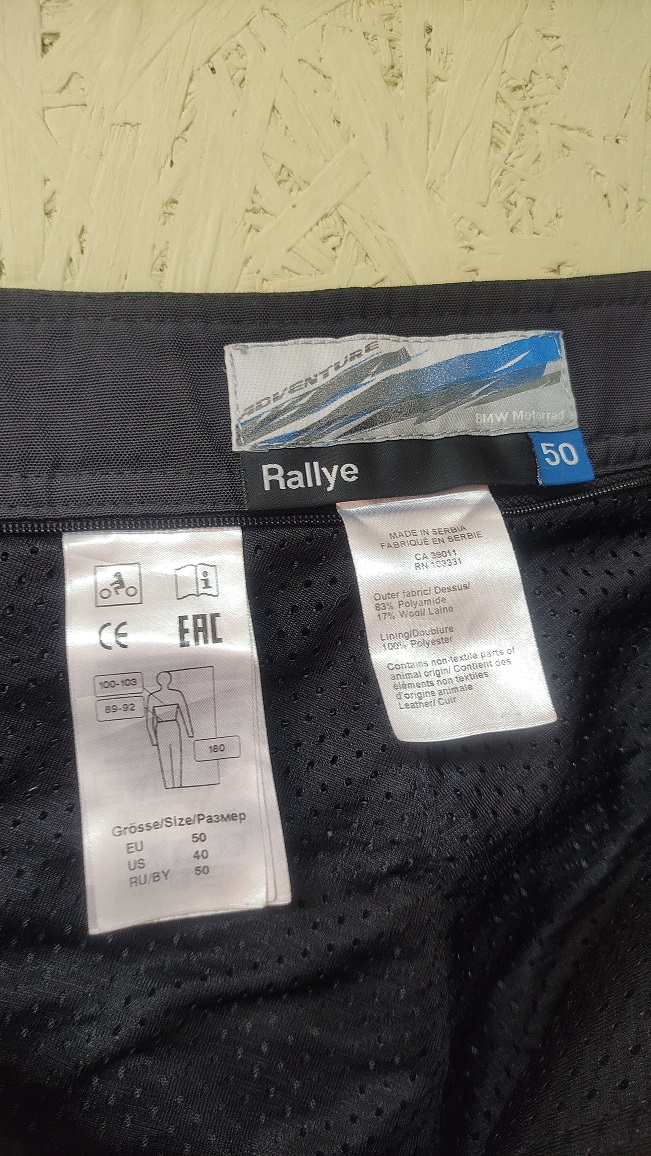 ADVENTURE
BMW Motorrad
Rallye
50
MADE IN SERBIA
FABRIQUÉ EN SERBIE
CA 39011
RN 103331
Outer fabric/ Dessus/
83% Polyamide
17% Wool/ Laine
Lining/Doublure
100% Polyester
Contains non-textile parts of
animal origin/ Contient des
éléments non textiles
d'origine animale
Leather/ Cuir
i
CE
EAC
100-103
89-92
180
Grösse/Size/Размер
EU 50
US 40
RU/BY 50